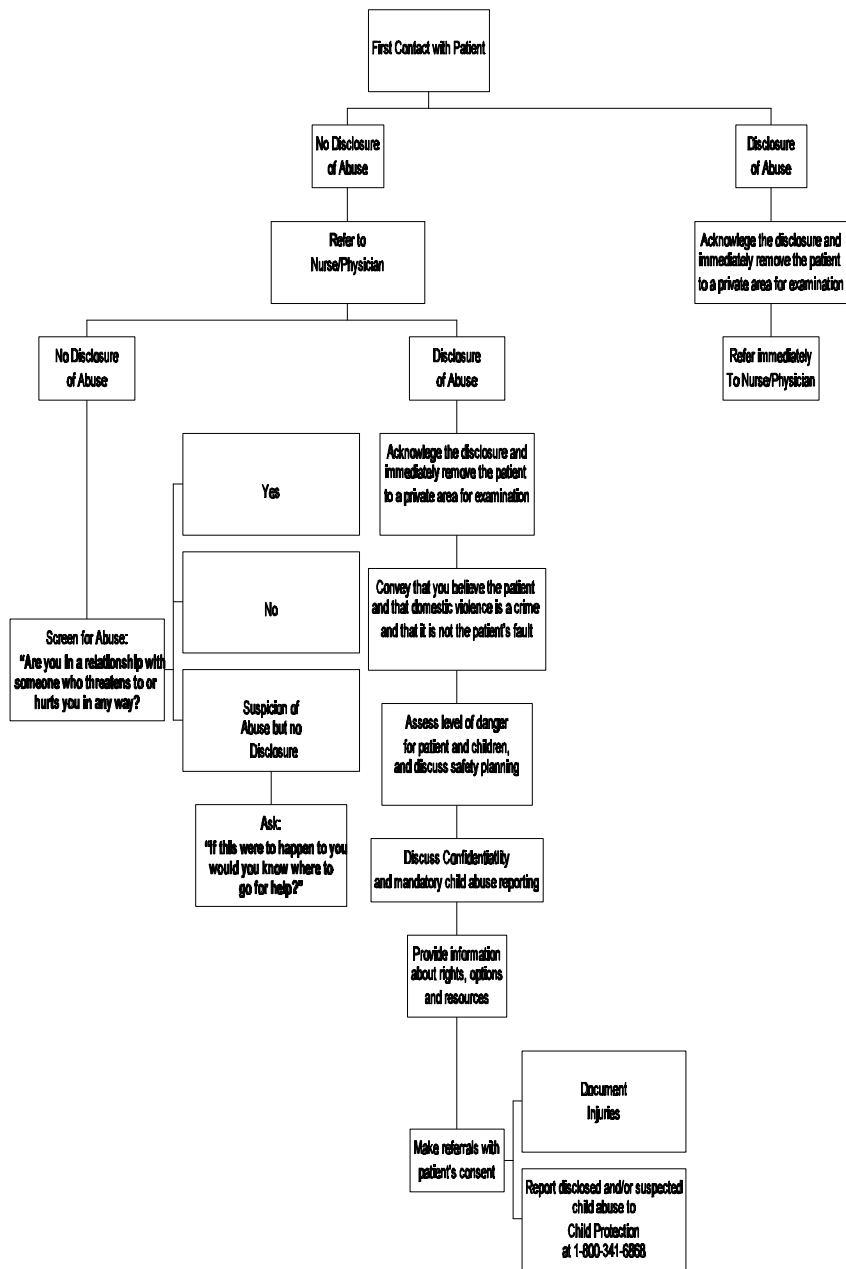 First Contact with Patient
No Disclosure
of Abuse
Disclosure
of Abuse
Refer to
Nurse/Physician
Acknowlege the disclosure and
immediately remove the patient
to a private area for examination
No Disclosure
of Abuse
Disclosure
of Abuse
Refer immediately
To Nurse/Physician
Yes
Acknowlege the disclosure and
immediately remove the patient
to a private area for examination
No
Convey that you believe the patient
and that domestic violence is a crime
and that it is not the patient's fault
Screen for Abuse:
"Are you in a relationship with
someone who threatens to or
hurts you in any way?
Suspicion of
Abuse but no
Disclosure
Assess level of danger
for patient and children,
and discuss safety planning
Ask:
"If this were to happen to you
would you know where to
go for help?"
Discuss Confidentiatlity
and mandatory child abuse reporting
Provide information
about rights, options
and resources
Document
Injuries
Make referrals with
patient's consent
Report disclosed and/or suspected
child abuse to
Child Protection
at 1-800-341-6868